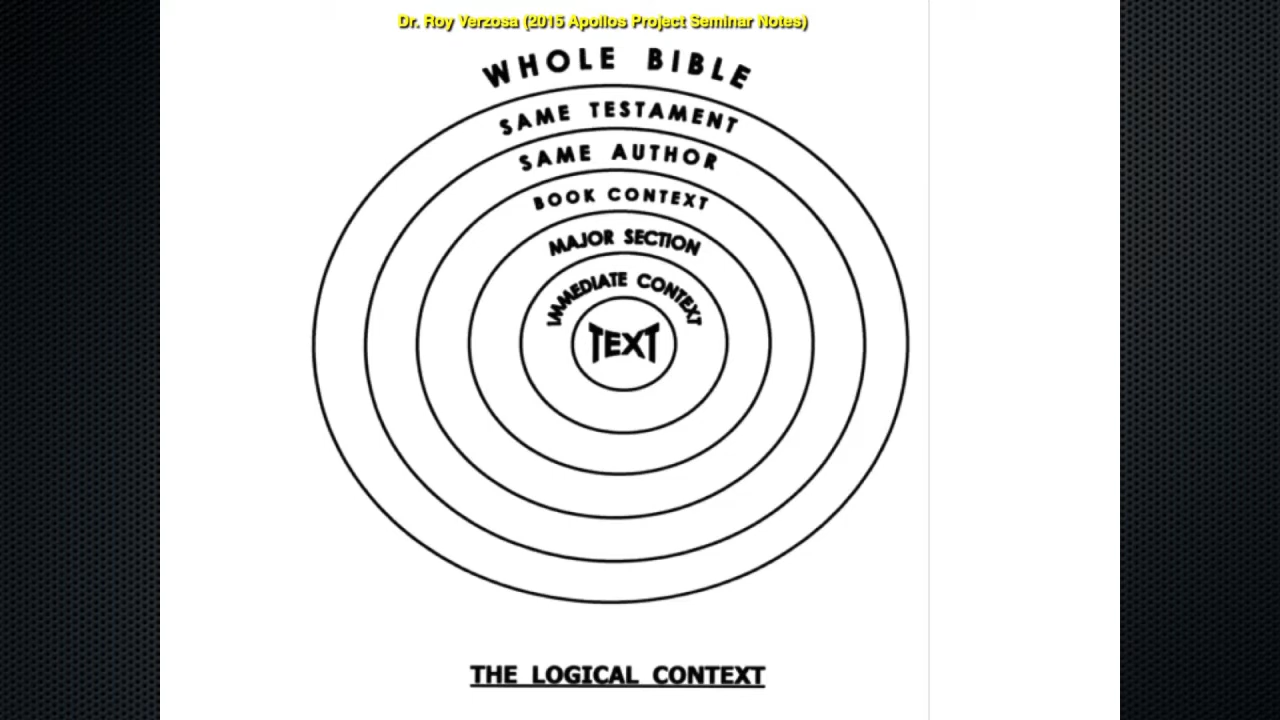 Dr. Roy Verzosa (2015 Apollos Project Seminar Notes)
WHOLE BIBLE
SAME TESTAMENT
SAME AUTHOR
BOOK CONTEXT
MAJOR SECTION
IMMEDIATE CONTEXT
TEXT
THE LOGICAL CONTEXT